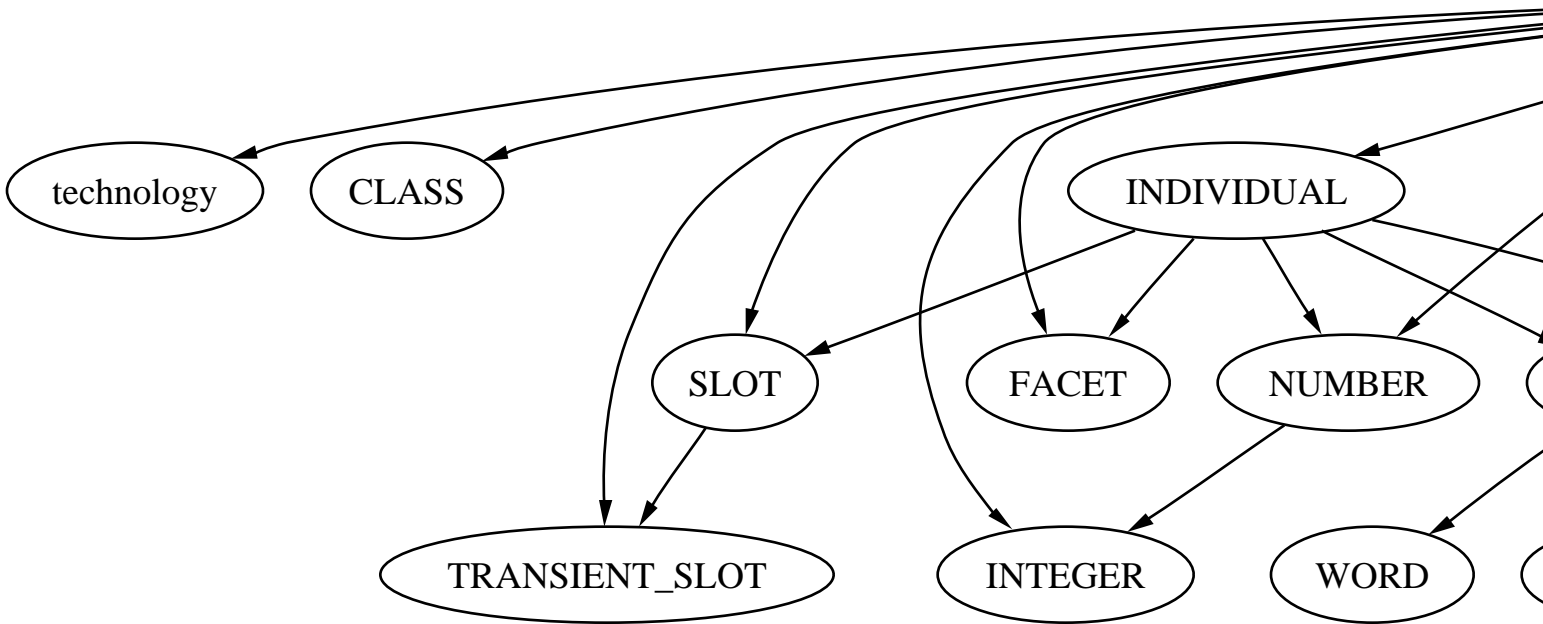 technology
CLASS
INDIVIDUAL
SLOT
FACET
NUMBER
TRANSIENT_SLOT
INTEGER
WORD